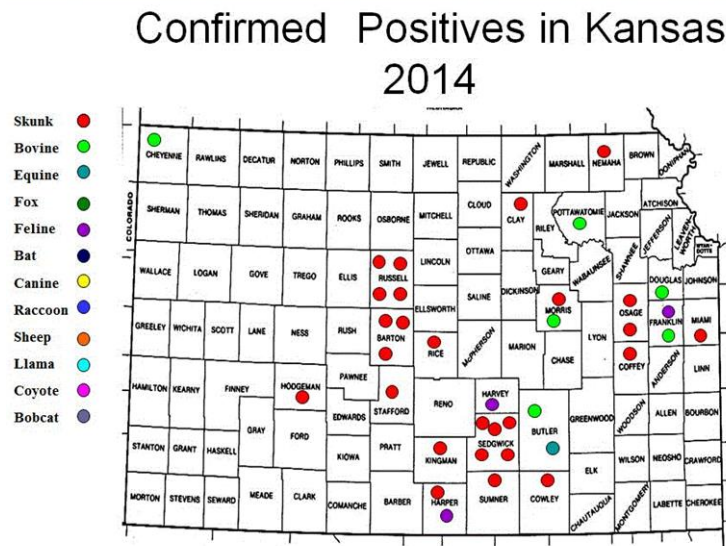 Confirmed Positives in Kansas
2014
Skunk
Bovine
Equine
Fox
Feline
Bat
Canine
Raccoon
Sheep
Llama
Coyote
Bobcat
COLORADO
CHEYENNE RAWLINS DECATUR NORTON PHILLIPS SMITH JEWELL REPUBLIC WASHINGTON MARSHALL NEMAHA BROWN DONIPHAN
SHERMAN THOMAS SHERIDAN GRAHAM ROOKS OSBORNE MITCHELL CLOUD CLAY RILEY POTTAWATOMIE JACKSON ATCHISON
JEFFERSON LEAVEN-WORTH WYAN-DOTTE
WALLACE LOGAN GOVE TREGO ELLIS RUSSELL LINCOLN OTTAWA DICKINSON GEARY WABAUNSEE SHAWNEE DOUGLAS JOHNSON
GREELEY WICHITA SCOTT LANE NESS RUSH BARTON ELLSWORTH SALINE MORRIS LYON OSAGE FRANKLIN MIAMI
HAMILTON KEARNY FINNEY HODGEMAN PAWNEE STAFFORD RICE MCPHERSON MARION CHASE COFFEY ANDERSON LINN
STANTON GRANT HASKELL GRAY FORD EDWARDS KIOWA PRATT RENO HARVEY SEDGWICK BUTLER GREENWOOD WOODSON ALLEN BOURBON
KINGMAN ELK WILSON NEOSHO CRAWFORD
MORTON STEVENS SEWARD MEADE CLARK COMANCHE BARBER HARPER SUMNER COWLEY CHAUTAUQUA MONTGOMERY LABETTE CHEROKEE